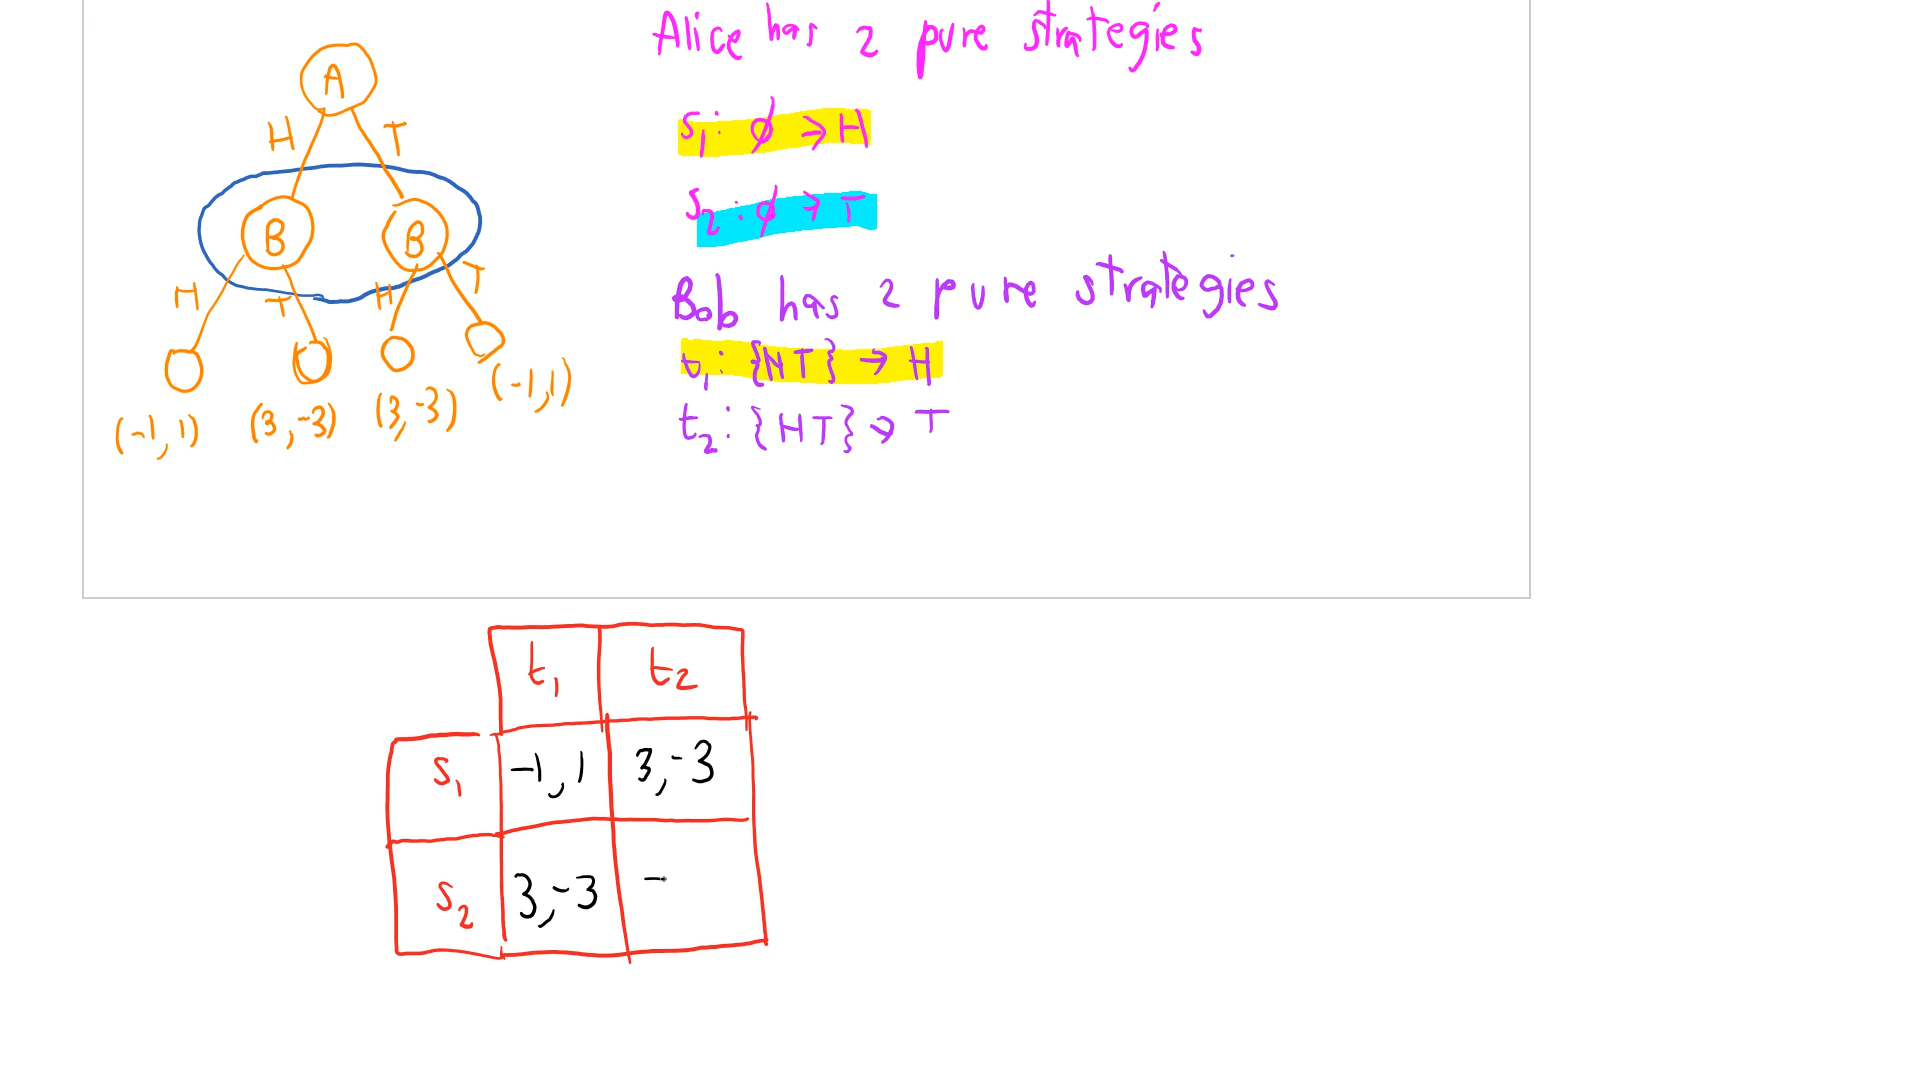 Alice has 2 pure strategies
A
H T
s1: ∅ → H
s2: ∅ → T
B B
H T H T
Bob has 2 pure strategies
t1: {HT} → H
t2: {HT} → T
(-1, 1) (3, -3) (3, -3) (-1, 1)
t1 t2
s1 -1, 1 3, -3
s2 3, -3 -